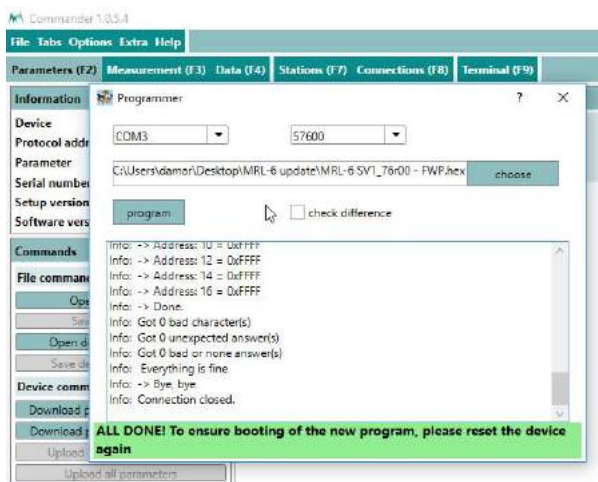 Commander 1.0.5.4
File Tabs Options Extra Help
Parameters (F2) Measurement (F3) Data (F4) Stations (F7) Connections (F8) Terminal (F9)
Information
Programmer
? X
Device
Protocol addr
Parameter
Serial number
Setup version
Software vers
COM3
57600
C:\Users\damar\Desktop\MRL-6 update\MRL-6 SV1_76r00 - FWP.hex
choose
program
check difference
Commands
File comman
Ope
Sav
Open d
Save de
Device comm
Download p
Download p
Upload
Upload all parameters
Info: -> Address: 10 = 0xFFFF
Info: -> Address: 12 = 0xFFFF
Info: -> Address: 14 = 0xFFFF
Info: -> Address: 16 = 0xFFFF
Info: -> Done.
Info: Got 0 bad character(s)
Info: Got 0 unexpected answer(s)
Info: Got 0 bad or none answer(s)
Info: Everything is fine
Info: -> Bye, bye
Info: Connection closed.
ALL DONE! To ensure booting of the new program, please reset the device
again